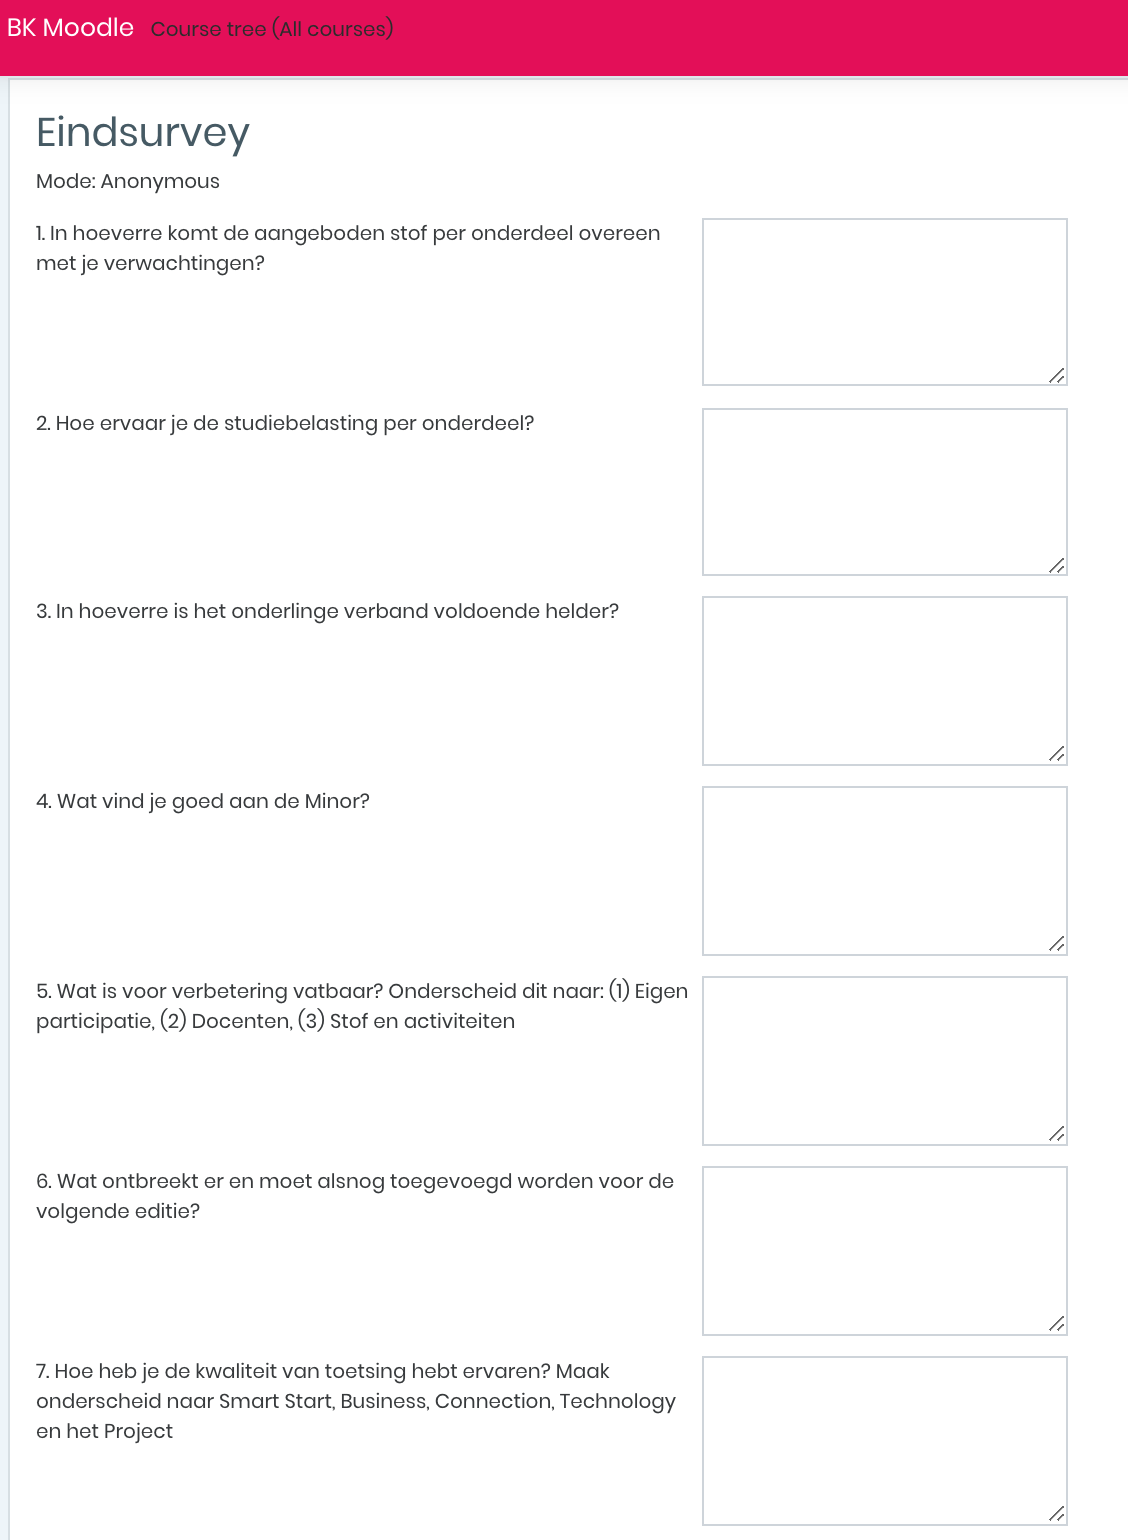 BK Moodle Course tree (All courses)
Eindsurvey
Mode: Anonymous
1. In hoeverre komt de aangeboden stof per onderdeel overeen
met je verwachtingen?
2. Hoe ervaar je de studiebelasting per onderdeel?
3. In hoeverre is het onderlinge verband voldoende helder?
4. Wat vind je goed aan de Minor?
5. Wat is voor verbetering vatbaar? Onderscheid dit naar: (1) Eigen
participatie, (2) Docenten, (3) Stof en activiteiten
6. Wat ontbreekt er en moet alsnog toegevoegd worden voor de
volgende editie?
7. Hoe heb je de kwaliteit van toetsing hebt ervaren? Maak
onderscheid naar Smart Start, Business, Connection, Technology
en het Project